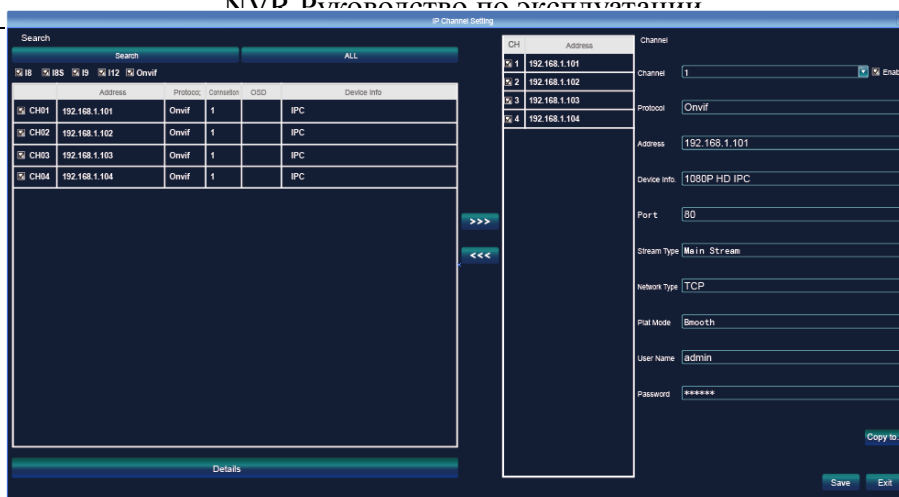 NVR Руководство по эксплуатации
IP Channel Setting
Search
Search ALL
I8 I8S I9 I12 Onvif
Address Protoco; Connsetion OSD Device Info
CH01 192.168.1.101 Onvif 1 IPC
CH02 192.168.1.102 Onvif 1 IPC
CH03 192.168.1.103 Onvif 1 IPC
CH04 192.168.1.104 Onvif 1 IPC
Details
>>>
<<<
CH Address
1 192.168.1.101
2 192.168.1.102
3 192.168.1.103
4 192.168.1.104
Channel
Channel 1 Enab
Protocol Onvif
Address 192.168.1.101
Device Info. 1080P HD IPC
Port 80
Stream Type Main Stream
Network Type TCP
Plat Mode Bmooth
User Name admin
Password ******
Copy to.
Save Exit